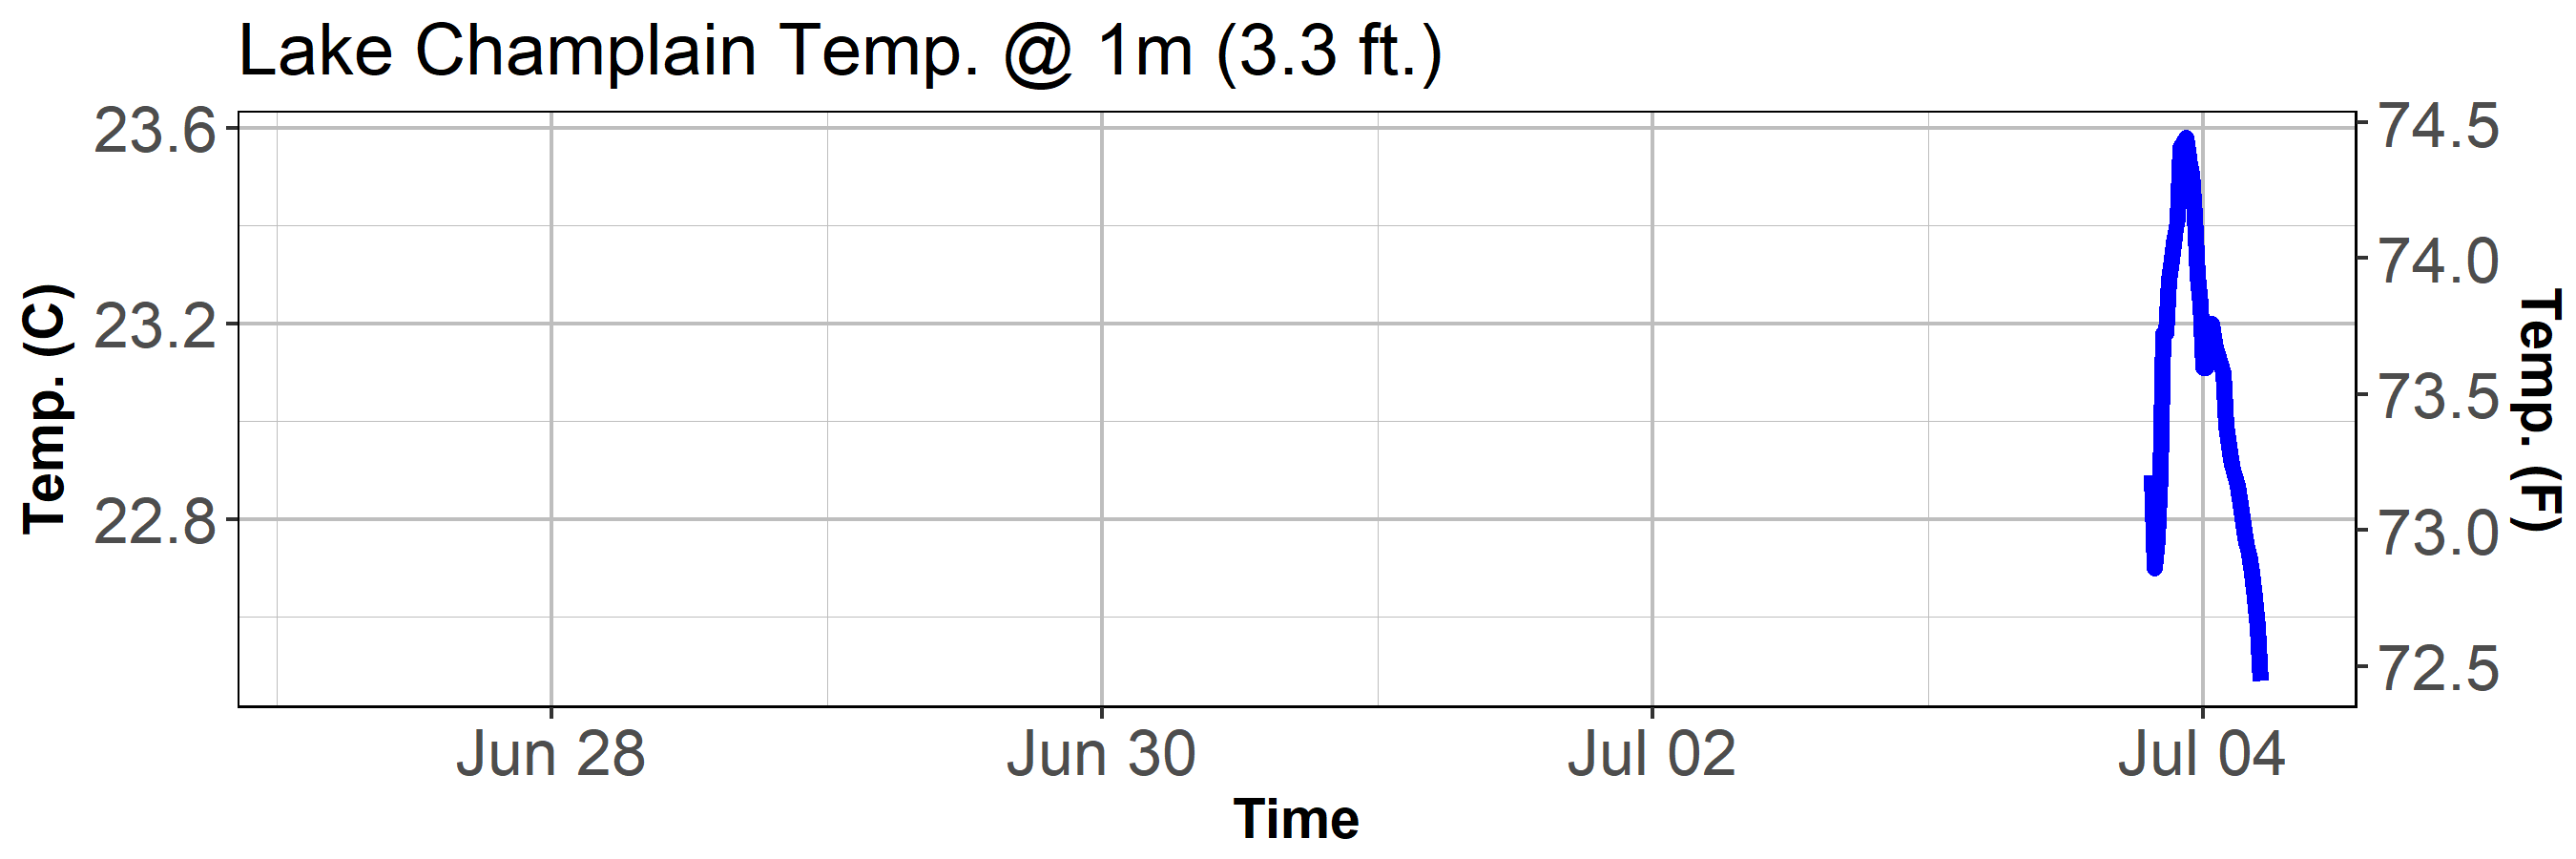 Lake Champlain Temp. @ 1m (3.3 ft.)
23.6
23.2
22.8
Temp. (C)
74.5
74.0
73.5
73.0
72.5
Temp. (F)
Jun 28
Jun 30
Jul 02
Jul 04
Time